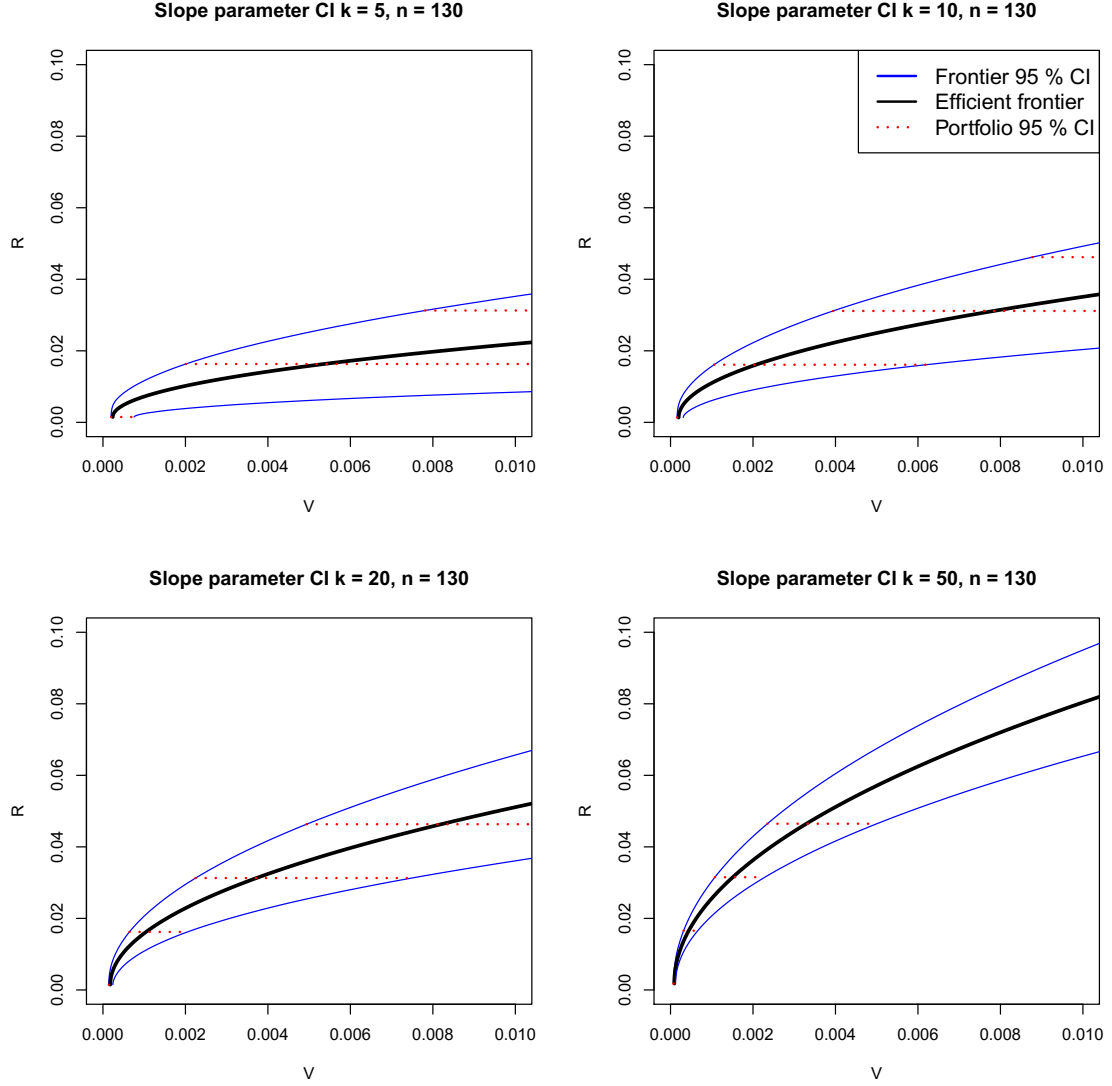 Slope parameter CI k = 5, n = 130
R
0.00 0.02 0.04 0.06 0.08 0.10
0.000 0.002 0.004 0.006 0.008 0.010
V
Slope parameter CI k = 10, n = 130
Frontier 95 % CI
Efficient frontier
Portfolio 95 % CI
R
0.00 0.02 0.04 0.06 0.08 0.10
0.000 0.002 0.004 0.006 0.008 0.010
V
Slope parameter CI k = 20, n = 130
R
0.00 0.02 0.04 0.06 0.08 0.10
0.000 0.002 0.004 0.006 0.008 0.010
V
Slope parameter CI k = 50, n = 130
R
0.00 0.02 0.04 0.06 0.08 0.10
0.000 0.002 0.004 0.006 0.008 0.010
V